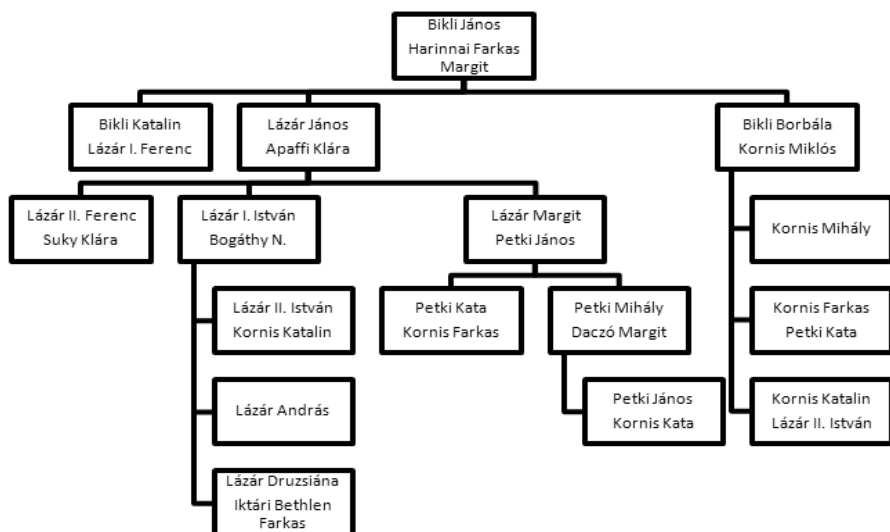 Bikli János
Harinnai Farkas
Margit
Bikli Katalin
Lázár I. Ferenc
Lázár János
Apaffi Klára
Bikli Borbála
Kornis Miklós
Lázár II. Ferenc
Suky Klára
Lázár I. István
Bogáthy N.
Lázár Margit
Petki János
Kornis Mihály
Lázár II. István
Kornis Katalin
Petki Kata
Kornis Farkas
Petki Mihály
Daczó Margit
Kornis Farkas
Petki Kata
Lázár András
Petki János
Kornis Kata
Kornis Katalin
Lázár II. István
Lázár Druzsiána
Iktári Bethlen
Farkas